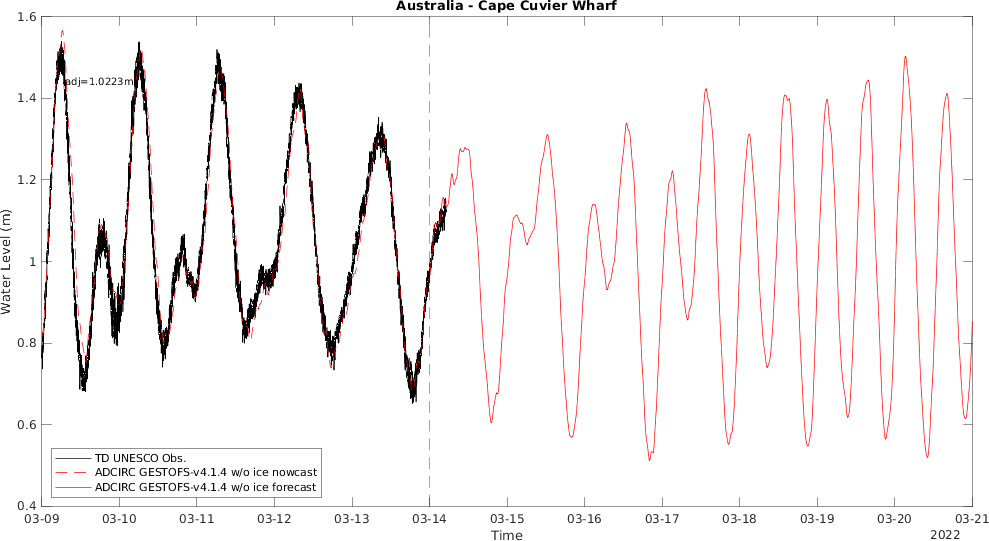 Australia - Cape Cuvier Wharf
1.6
1.4
1.2
1
0.8
0.6
0.4
Water Level (m)
adj=1.0223m
TD UNESCO Obs.
ADCIRC GESTOFS-v4.1.4 w/o ice nowcast
ADCIRC GESTOFS-v4.1.4 w/o ice forecast
03-09 03-10 03-11 03-12 03-13 03-14 03-15 03-16 03-17 03-18 03-19 03-20 03-21
Time
2022